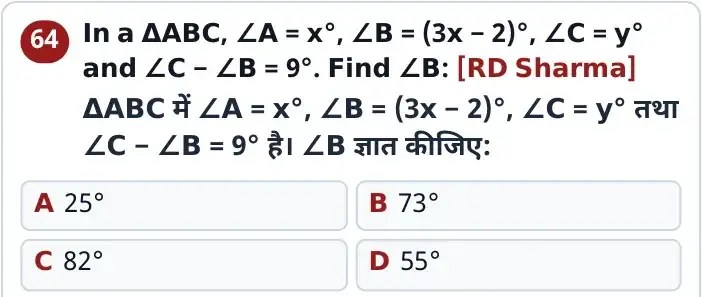 64 In a ΔABC, ∠A = x°, ∠B = (3x − 2)°, ∠C = y°
and ∠C − ∠B = 9°. Find ∠B: [RD Sharma]
ΔABC में ∠A = x°, ∠B = (3x − 2)°, ∠C = y° तथा
∠C − ∠B = 9° है। ∠B ज्ञात कीजिए:
A 25°
B 73°
C 82°
D 55°